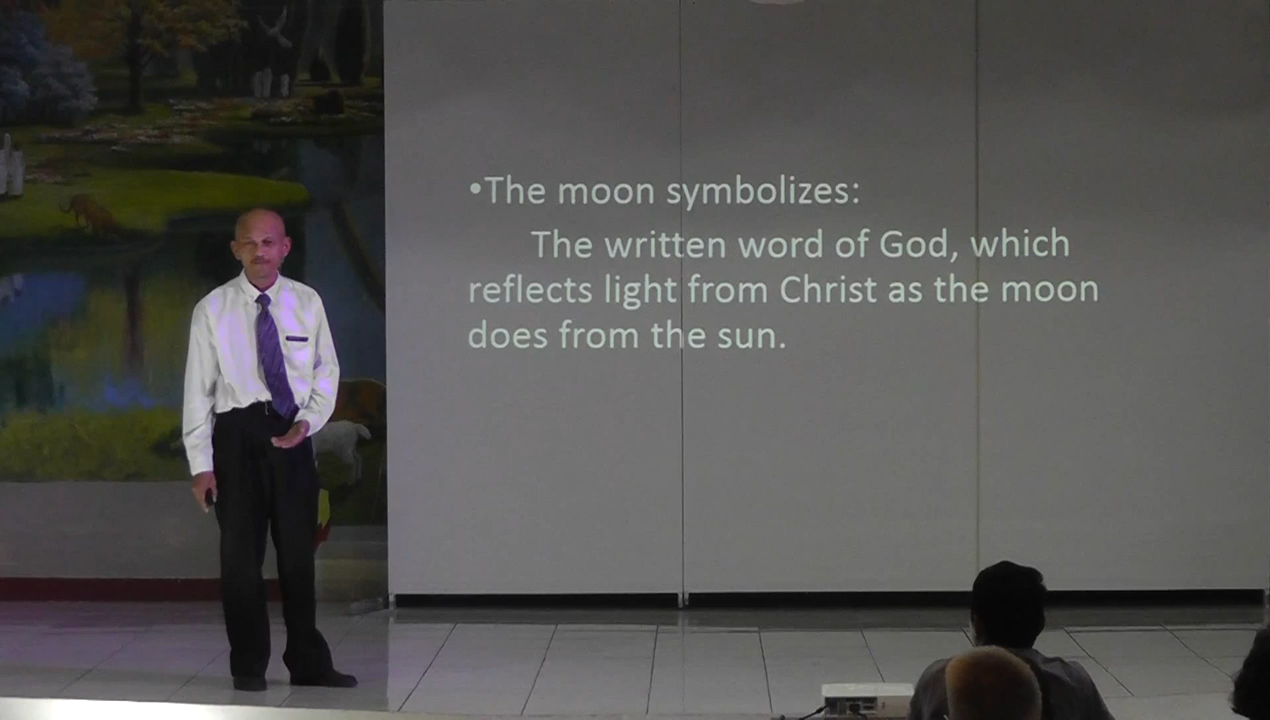 •The moon symbolizes:
The written word of God, which
reflects light from Christ as the moon
does from the sun.